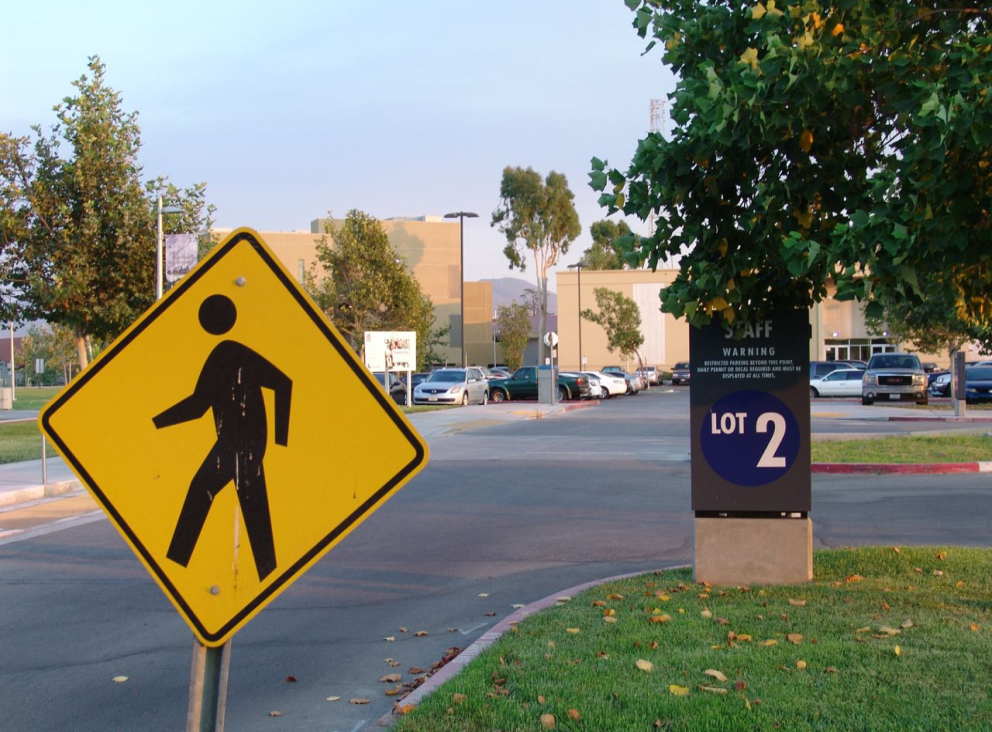 STAFF
WARNING
RESTRICTED PARKING BEYOND THIS POINT.
DAILY PERMIT OR DECAL REQUIRED AND MUST BE
DISPLAYED AT ALL TIMES.
LOT 2